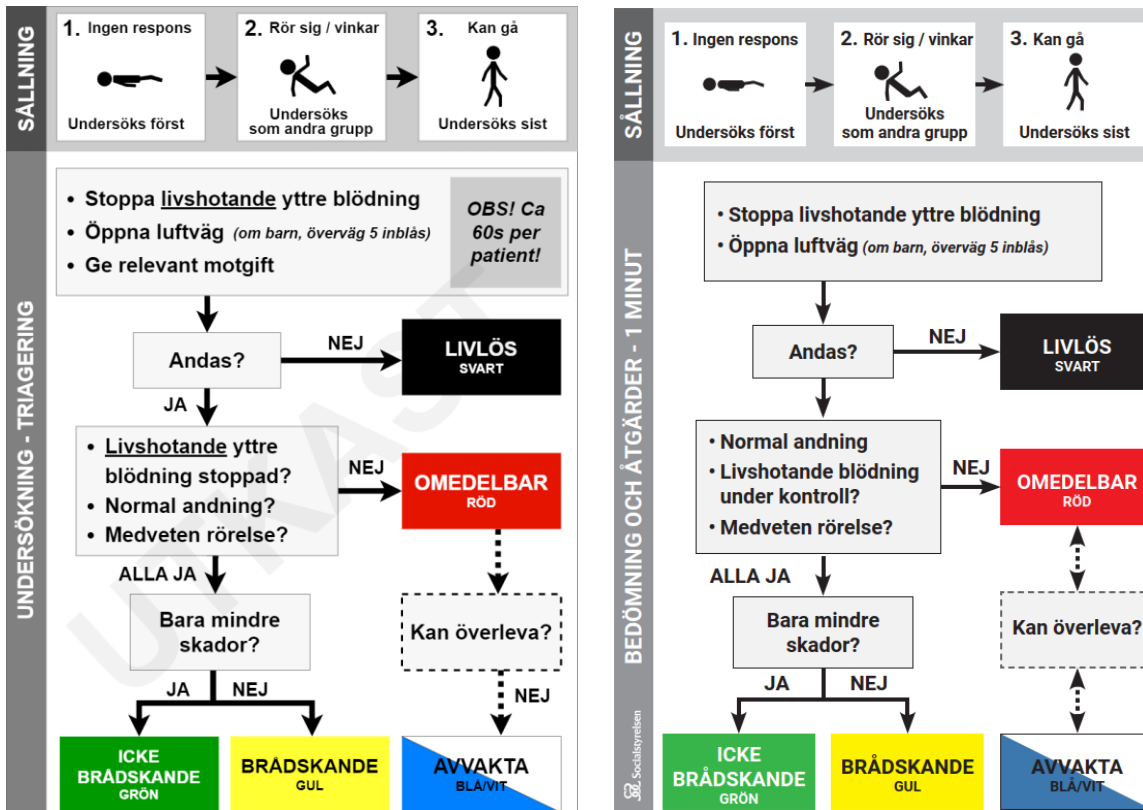 SÅLLNING
1. Ingen respons
Undersöks först
2. Rör sig / vinkar
Undersöks
som andra grupp
3. Kan gå
Undersöks sist
UNDERSÖKNING - TRIAGERING
• Stoppa livshotande yttre blödning
• Öppna luftväg (om barn, överväg 5 inblås)
• Ge relevant motgift
OBS! Ca
60s per
patient!
UTKAST
Andas?
NEJ
LIVLÖS
SVART
JA
• Livshotande yttre
blödning stoppad?
• Normal andning?
• Medveten rörelse?
NEJ
OMEDELBAR
RÖD
ALLA JA
Bara mindre
skador?
Kan överleva?
JA
NEJ
NEJ
ICKE
BRÅDSKANDE
GRÖN
BRÅDSKANDE
GUL
AVVAKTA
BLÅ/VIT
SÅLLNING
1. Ingen respons
Undersöks först
2. Rör sig / vinkar
Undersöks
som andra grupp
3. Kan gå
Undersöks sist
BEDÖMNING OCH ÅTGÄRDER - 1 MINUT
• Stoppa livshotande yttre blödning
• Öppna luftväg (om barn, överväg 5 inblås)
Andas?
NEJ
LIVLÖS
SVART
• Normal andning
• Livshotande blödning
under kontroll?
• Medveten rörelse?
NEJ
OMEDELBAR
RÖD
ALLA JA
Bara mindre
skador?
Kan överleva?
JA
NEJ
ICKE
BRÅDSKANDE
GRÖN
BRÅDSKANDE
GUL
AVVAKTA
BLÅ/VIT
Socialstyrelsen